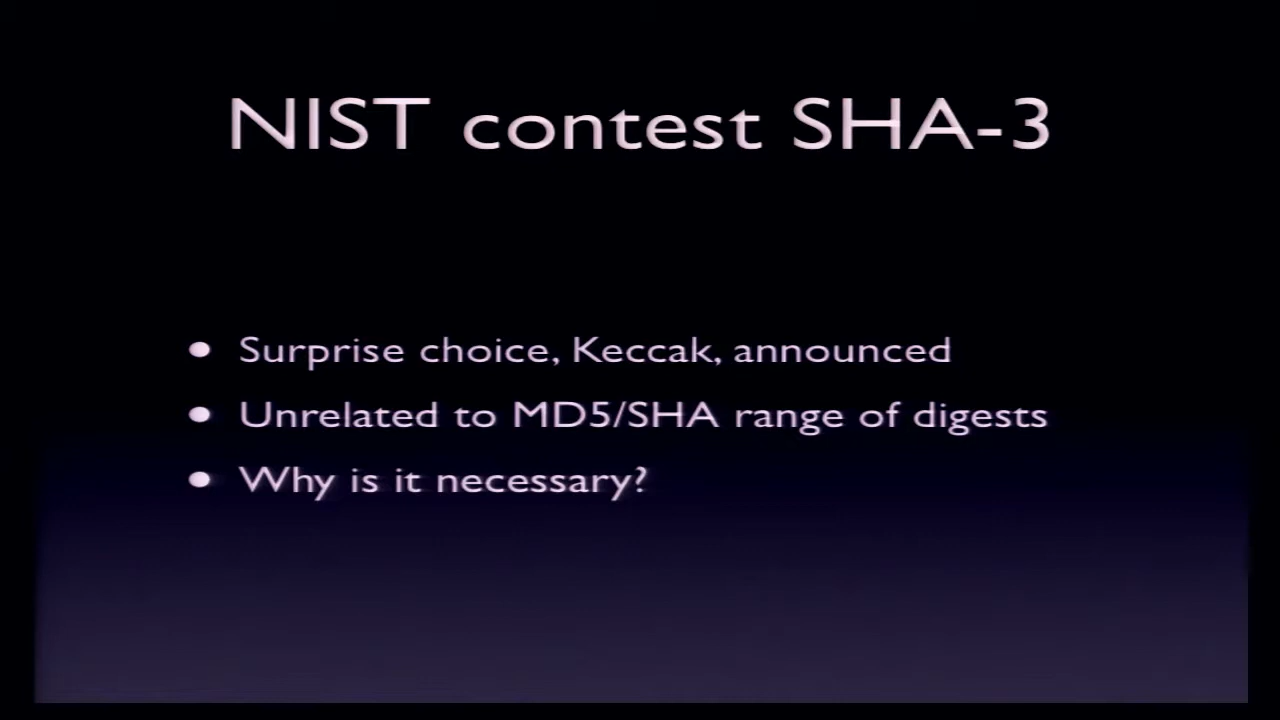 NIST contest SHA-3
• Surprise choice, Keccak, announced
• Unrelated to MD5/SHA range of digests
• Why is it necessary?